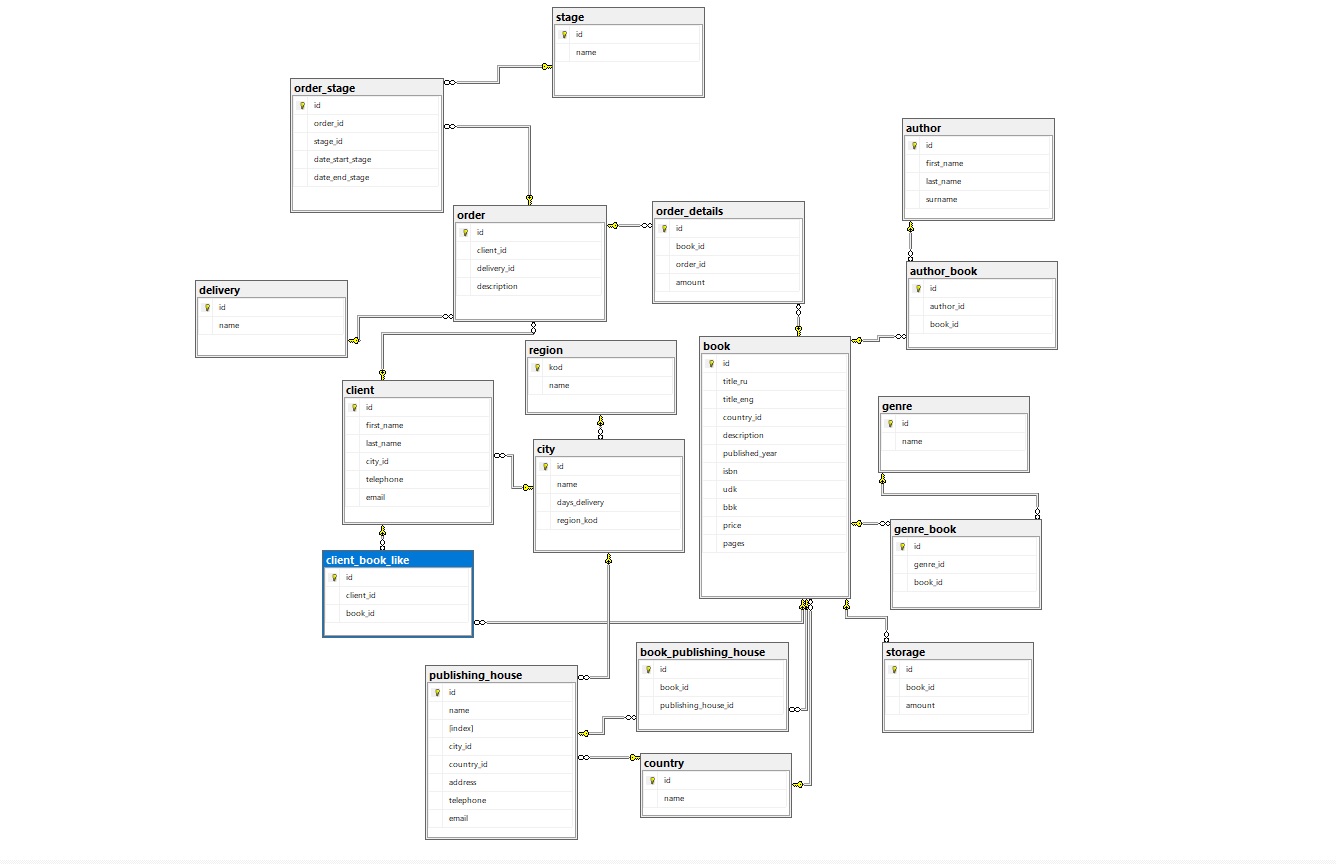 stage
id
name
order_stage
id
order_id
stage_id
date_start_stage
date_end_stage
author
id
first_name
last_name
surname
order
id
client_id
delivery_id
description
order_details
id
book_id
order_id
amount
author_book
id
author_id
book_id
delivery
id
name
region
kod
name
book
id
title_ru
title_eng
country_id
description
published_year
isbn
udk
bbk
price
pages
client
id
first_name
last_name
city_id
telephone
email
genre
id
name
city
id
name
days_delivery
region_kod
genre_book
id
genre_id
book_id
client_book_like
id
client_id
book_id
book_publishing_house
id
book_id
publishing_house_id
storage
id
book_id
amount
publishing_house
id
name
[index]
city_id
country_id
address
telephone
email
country
id
name